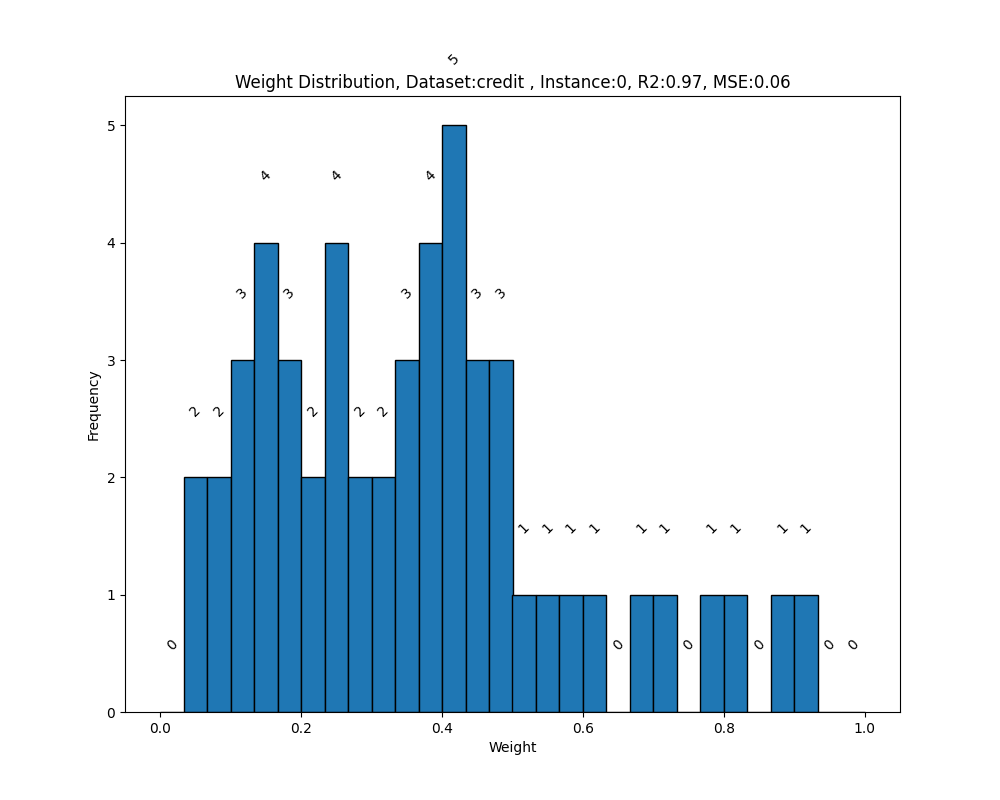 5
Weight Distribution, Dataset:credit , Instance:0, R2:0.97, MSE:0.06
5
4 4 4
4
3 3 3 3 3
3
2 2 2 2 2
Frequency
2
1 1 1 1 1 1 1 1 1 1
1
0 0 0 0 0 0
0
0.0 0.2 0.4 0.6 0.8 1.0
Weight